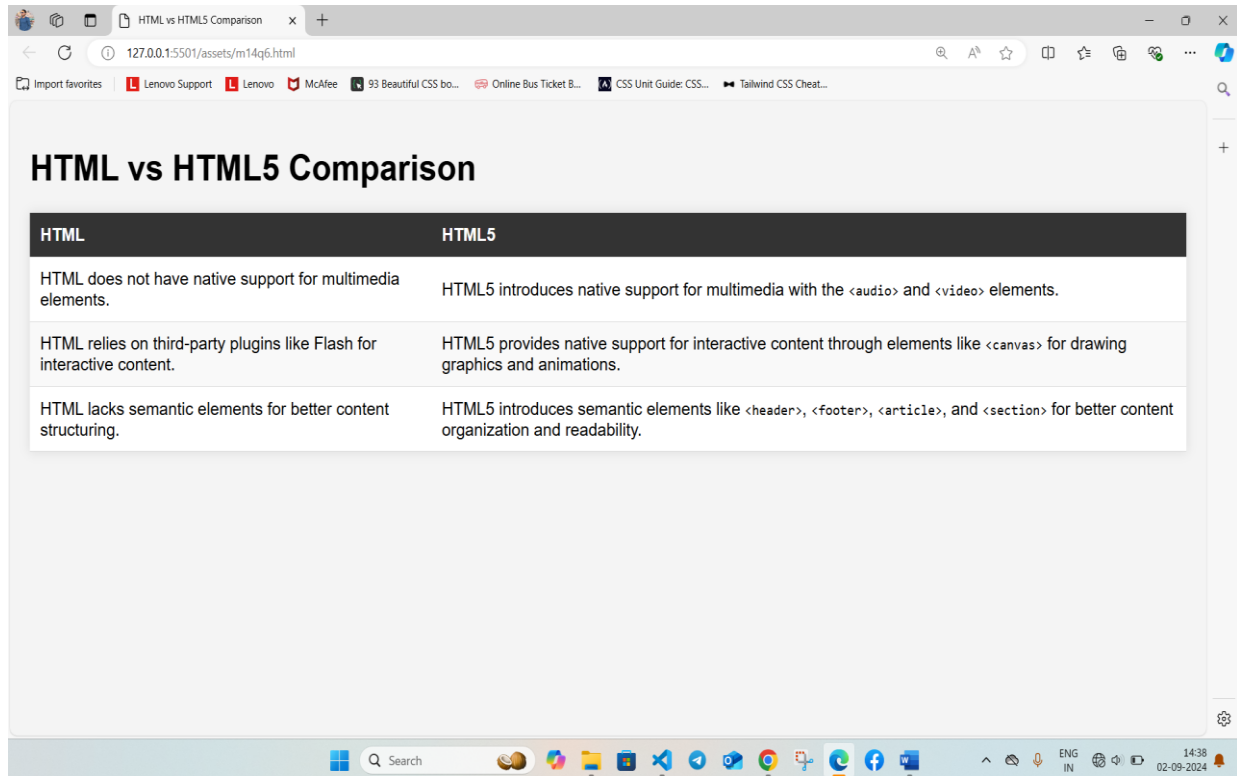 HTML vs HTML5 Comparison
127.0.0.1:5501/assets/m14q6.html
Import favorites
L Lenovo Support
L Lenovo
McAfee
93 Beautiful CSS bo...
Online Bus Ticket B...
CSS Unit Guide: CSS...
Tailwind CSS Cheat...
HTML vs HTML5 Comparison
HTML HTML5
HTML does not have native support for multimedia
elements.
HTML5 introduces native support for multimedia with the <audio> and <video> elements.
HTML relies on third-party plugins like Flash for
interactive content.
HTML5 provides native support for interactive content through elements like <canvas> for drawing
graphics and animations.
HTML lacks semantic elements for better content
structuring.
HTML5 introduces semantic elements like <header>, <footer>, <article>, and <section> for better content
organization and readability.
Search
ENG
IN
14:38
02-09-2024